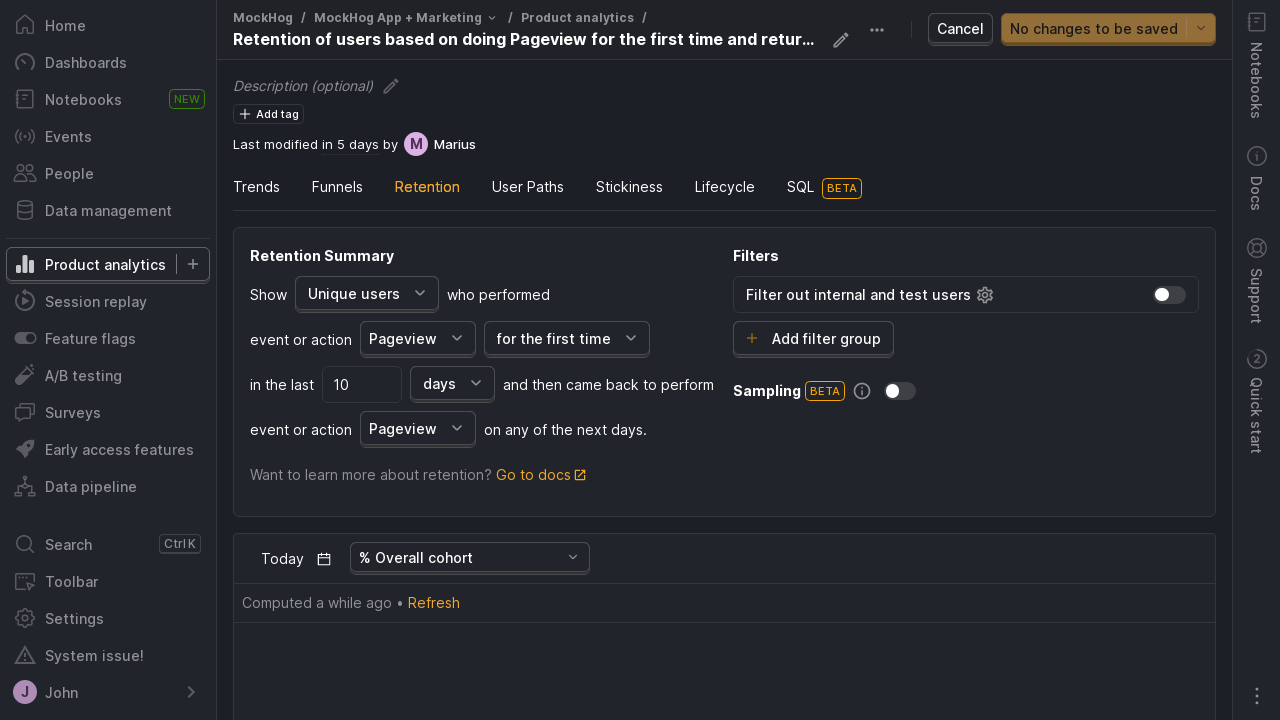 Home
Dashboards
Notebooks NEW
Events
People
Data management
Product analytics
Session replay
Feature flags
A/B testing
Surveys
Early access features
Data pipeline
Search Ctrl K
Toolbar
Settings
System issue!
J John
MockHog / MockHog App + Marketing / Product analytics /
Retention of users based on doing Pageview for the first time and retur...
Cancel
No changes to be saved
Description (optional)
Add tag
Last modified in 5 days by M Marius
Trends Funnels Retention User Paths Stickiness Lifecycle SQL BETA
Retention Summary
Show Unique users who performed
event or action Pageview for the first time
in the last 10 days and then came back to perform
event or action Pageview on any of the next days.
Want to learn more about retention? Go to docs
Filters
Filter out internal and test users
Add filter group
Sampling BETA
Today % Overall cohort
Computed a while ago • Refresh
Notebooks
Docs
Support
2
Quick start